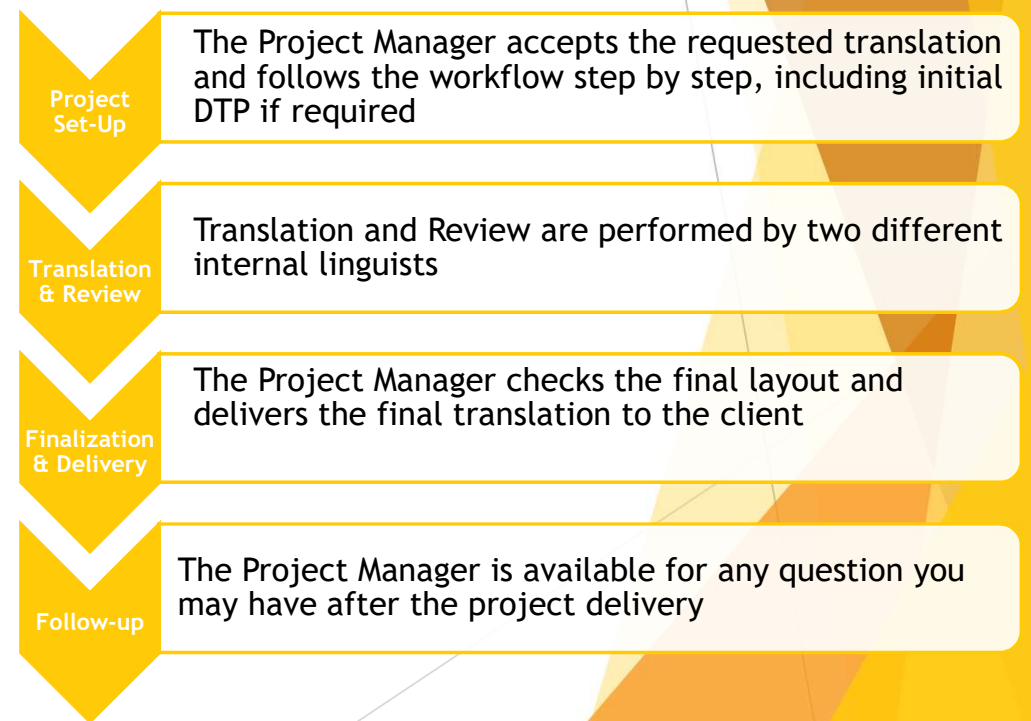 Project
Set-Up
The Project Manager accepts the requested translation
and follows the workflow step by step, including initial
DTP if required
Translation
& Review
Translation and Review are performed by two different
internal linguists
Finalization
& Delivery
The Project Manager checks the final layout and
delivers the final translation to the client
Follow-up
The Project Manager is available for any question you
may have after the project delivery